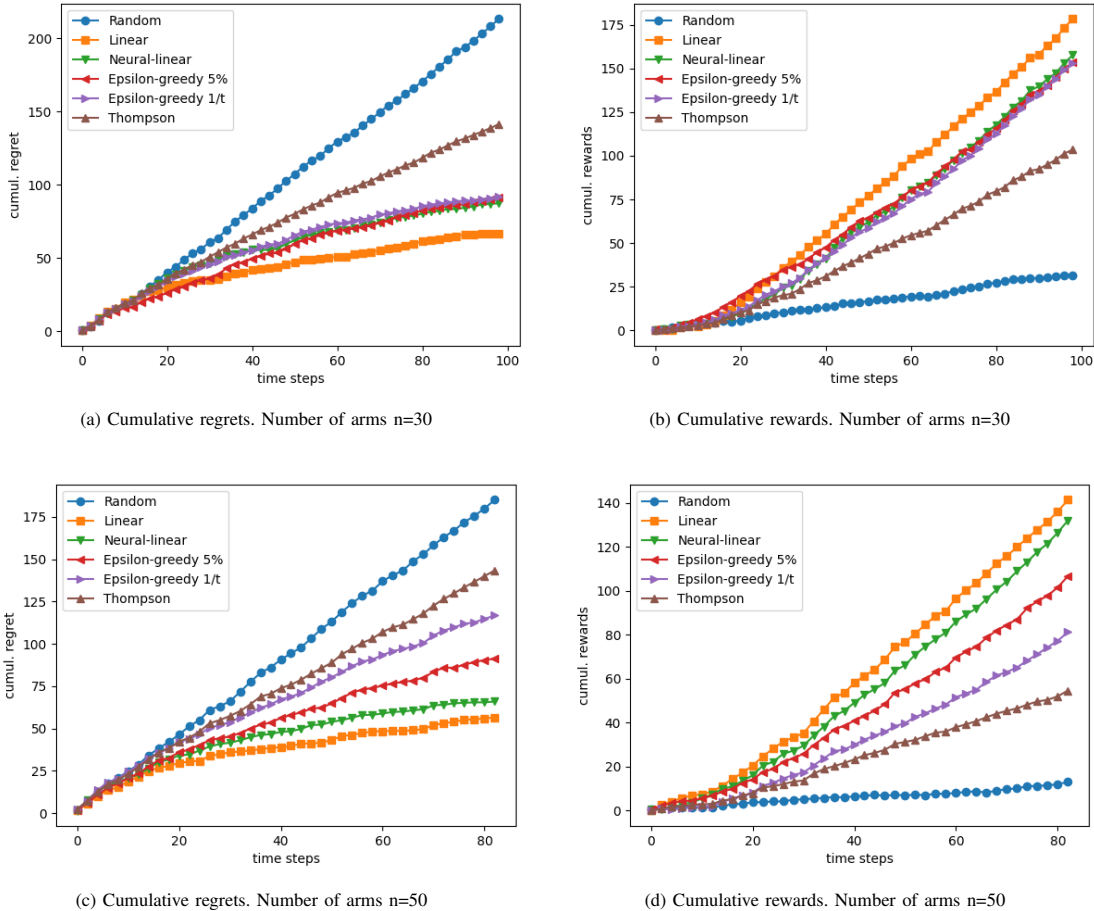 Random
Linear
Neural-linear
Epsilon-greedy 5%
Epsilon-greedy 1/t
Thompson
cumul. regret
200
150
100
50
0
0 20 40 60 80 100
time steps
(a) Cumulative regrets. Number of arms n=30
Random
Linear
Neural-linear
Epsilon-greedy 5%
Epsilon-greedy 1/t
Thompson
cumul. rewards
175
150
125
100
75
50
25
0
0 20 40 60 80 100
time steps
(b) Cumulative rewards. Number of arms n=30
Random
Linear
Neural-linear
Epsilon-greedy 5%
Epsilon-greedy 1/t
Thompson
cumul. regret
175
150
125
100
75
50
25
0
0 20 40 60 80
time steps
(c) Cumulative regrets. Number of arms n=50
Random
Linear
Neural-linear
Epsilon-greedy 5%
Epsilon-greedy 1/t
Thompson
cumul. rewards
140
120
100
80
60
40
20
0
0 20 40 60 80
time steps
(d) Cumulative rewards. Number of arms n=50